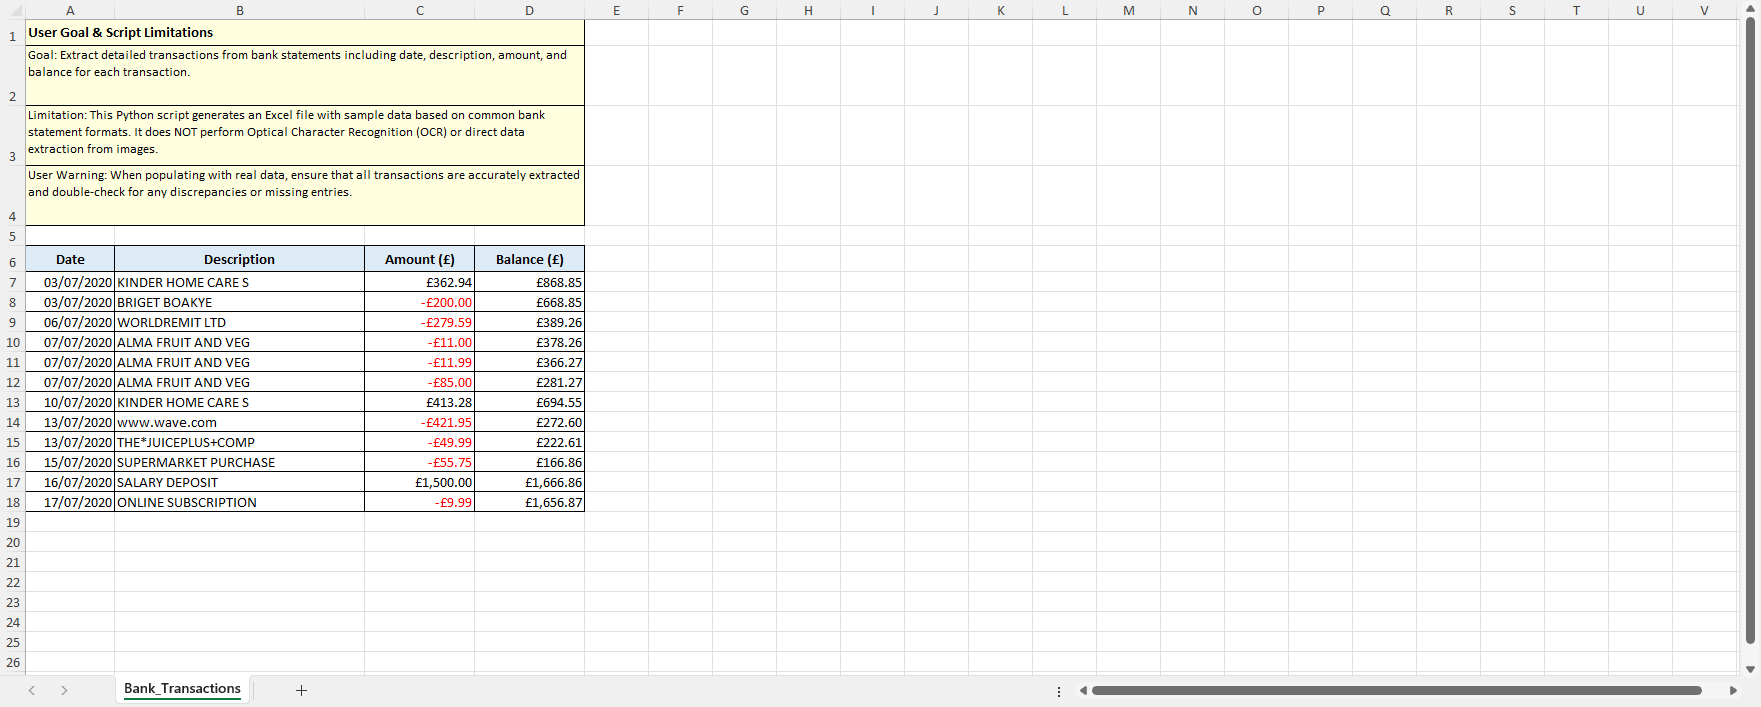 A B C D E F G H I J K L M N O P Q R S T U V
1 User Goal & Script Limitations
Goal: Extract detailed transactions from bank statements including date, description, amount, and
balance for each transaction.
2
Limitation: This Python script generates an Excel file with sample data based on common bank
statement formats. It does NOT perform Optical Character Recognition (OCR) or direct data
extraction from images.
3
User Warning: When populating with real data, ensure that all transactions are accurately extracted
and double-check for any discrepancies or missing entries.
4
5
6 Date Description Amount (£) Balance (£)
7 03/07/2020 KINDER HOME CARE S £362.94 £868.85
8 03/07/2020 BRIGET BOAKYE -£200.00 £668.85
9 06/07/2020 WORLDREMIT LTD -£279.59 £389.26
10 07/07/2020 ALMA FRUIT AND VEG -£11.00 £378.26
11 07/07/2020 ALMA FRUIT AND VEG -£11.99 £366.27
12 07/07/2020 ALMA FRUIT AND VEG -£85.00 £281.27
13 10/07/2020 KINDER HOME CARE S £413.28 £694.55
14 13/07/2020 www.wave.com -£421.95 £272.60
15 13/07/2020 THE*JUICEPLUS+COMP -£49.99 £222.61
16 15/07/2020 SUPERMARKET PURCHASE -£55.75 £166.86
17 16/07/2020 SALARY DEPOSIT £1,500.00 £1,666.86
18 17/07/2020 ONLINE SUBSCRIPTION -£9.99 £1,656.87
19
20
21
22
23
24
25
26
Bank_Transactions